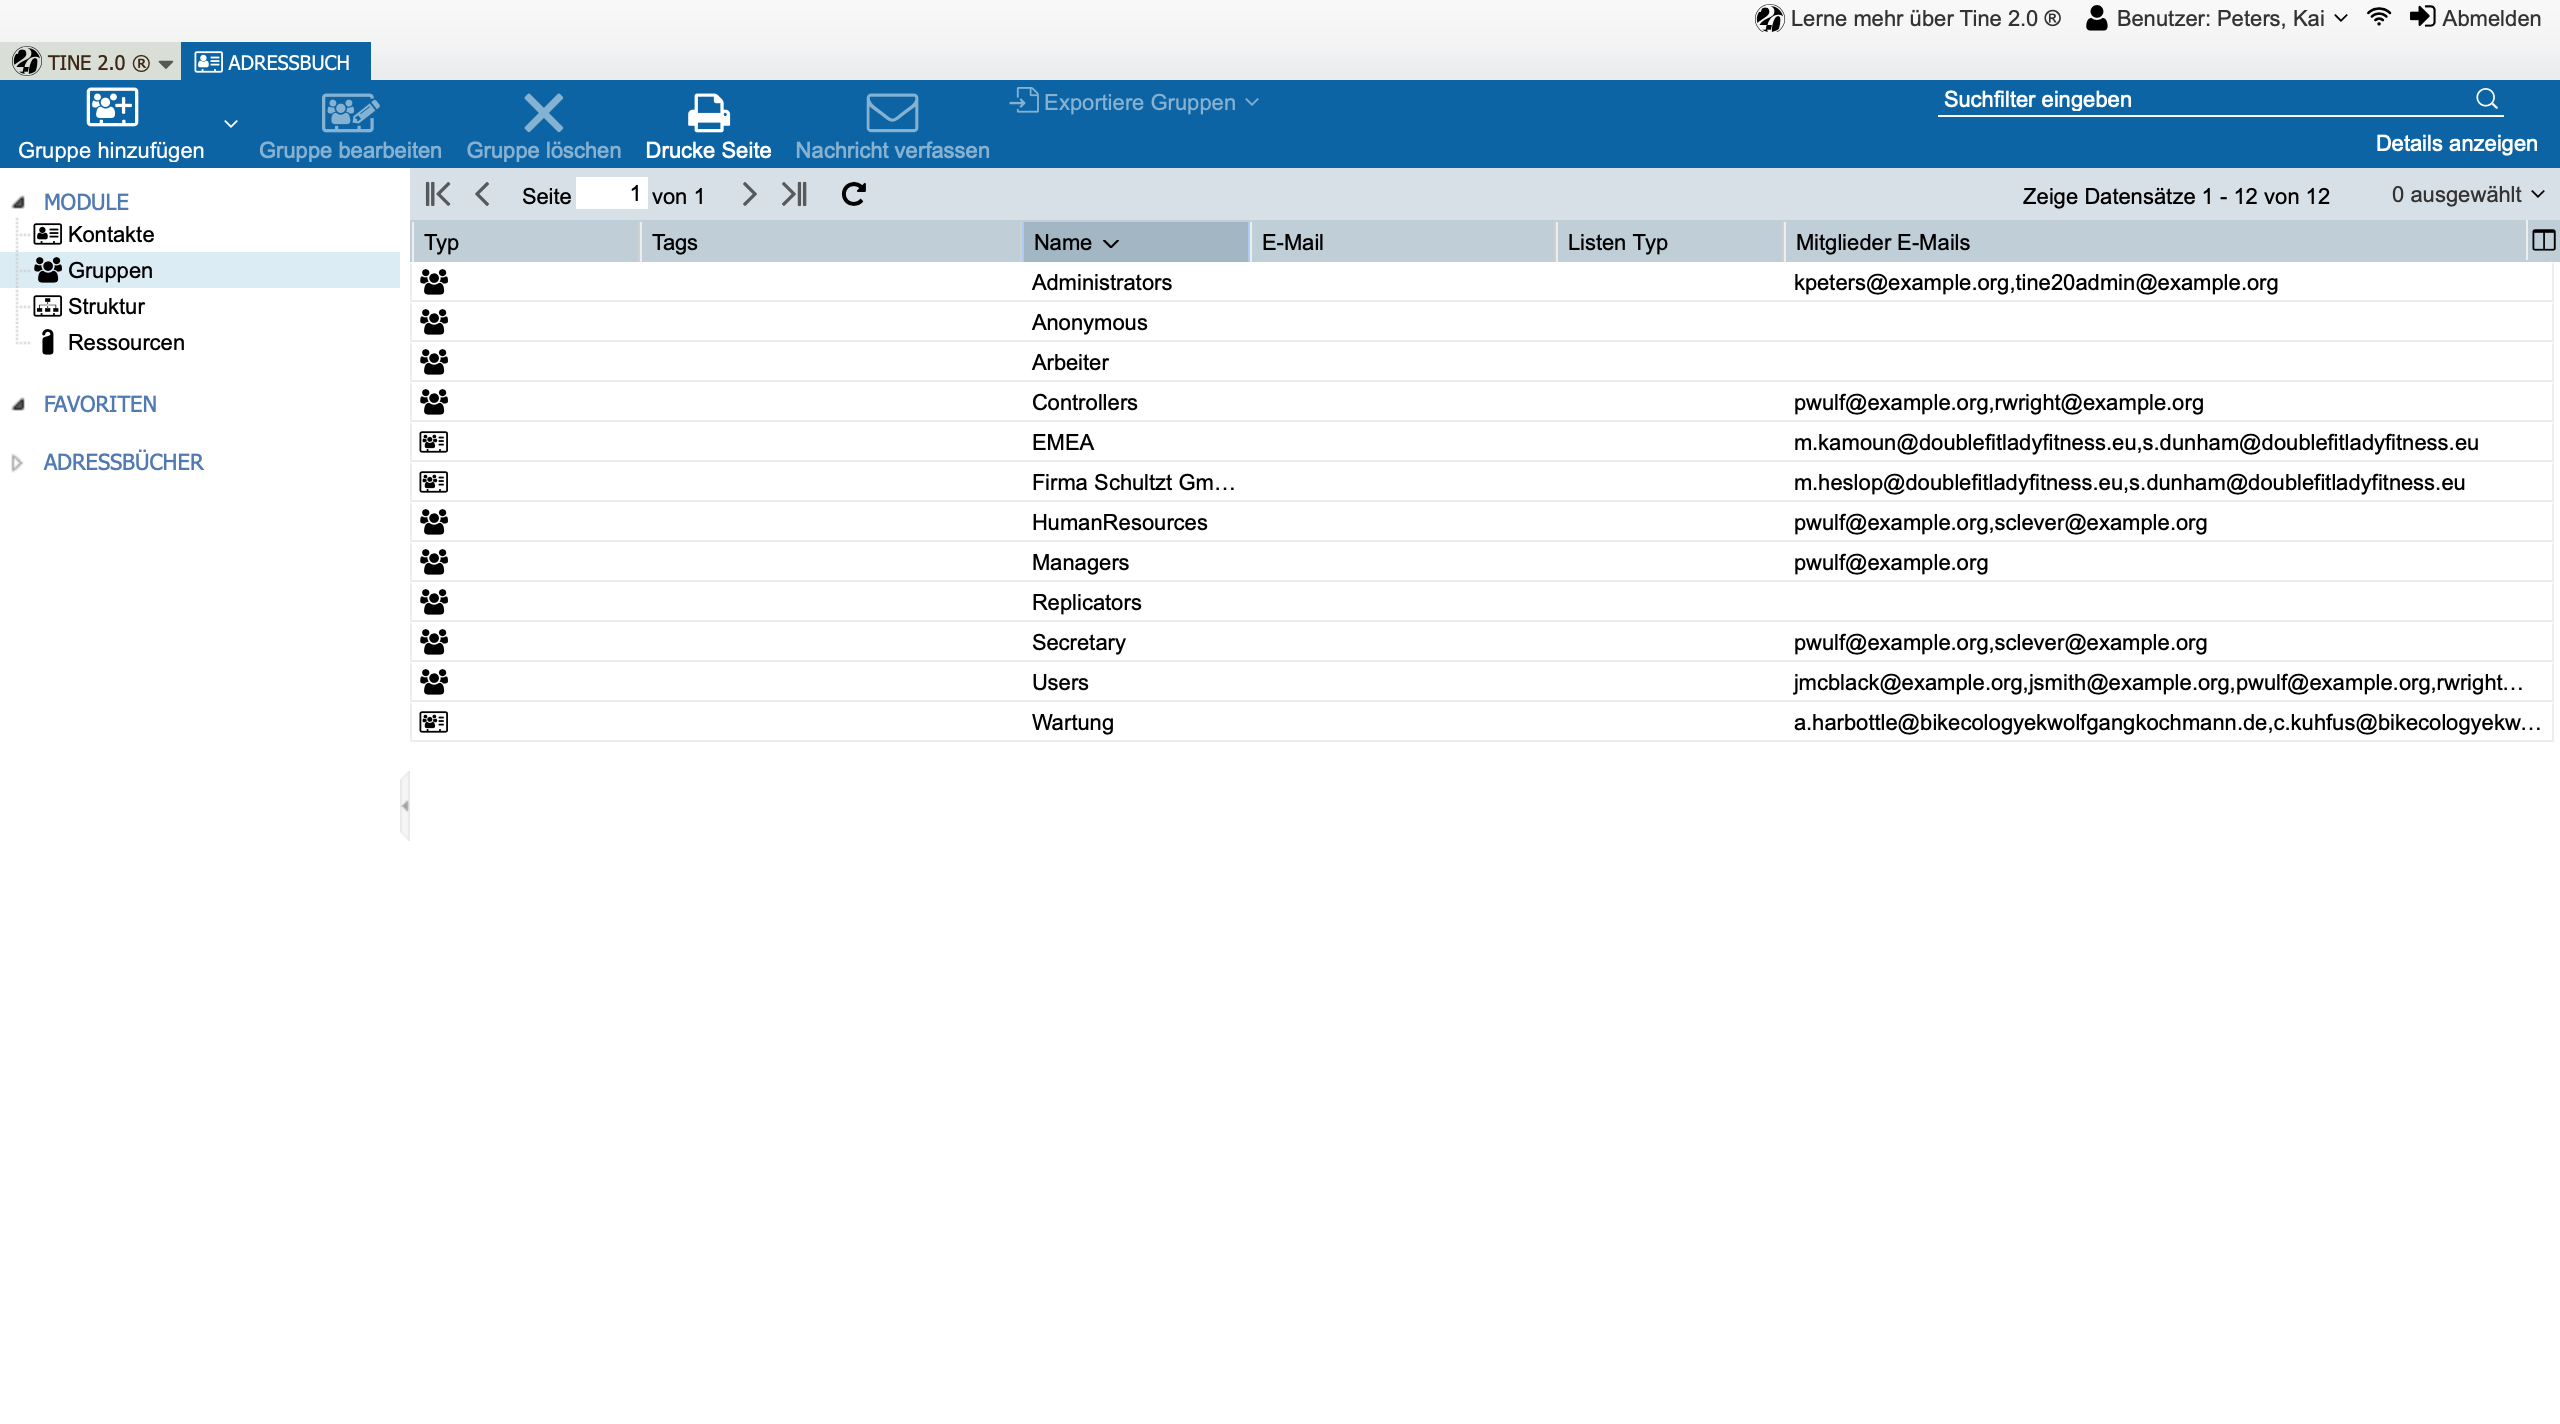 Lerne mehr über Tine 2.0 ® Benutzer: Peters, Kai Abmelden
TINE 2.0 ® ADRESSBUCH
Gruppe hinzufügen Gruppe bearbeiten Gruppe löschen Drucke Seite Nachricht verfassen Exportiere Gruppen
Suchfilter eingeben
Details anzeigen
MODULE
Kontakte
Gruppen
Struktur
Ressourcen
FAVORITEN
ADRESSBÜCHER
Seite 1 von 1 Zeige Datensätze 1 - 12 von 12 0 ausgewählt
Typ Tags Name E-Mail Listen Typ Mitglieder E-Mails
Administrators kpeters@example.org,tine20admin@example.org
Anonymous
Arbeiter
Controllers pwulf@example.org,rwright@example.org
EMEA m.kamoun@doublefitladyfitness.eu,s.dunham@doublefitladyfitness.eu
Firma Schultzt Gm... m.heslop@doublefitladyfitness.eu,s.dunham@doublefitladyfitness.eu
HumanResources pwulf@example.org,sclever@example.org
Managers pwulf@example.org
Replicators
Secretary pwulf@example.org,sclever@example.org
Users jmcblack@example.org,jsmith@example.org,pwulf@example.org,rwright...
Wartung a.harbottle@bikecologyekwolfgangkochmann.de,c.kuhfus@bikecologyekw...